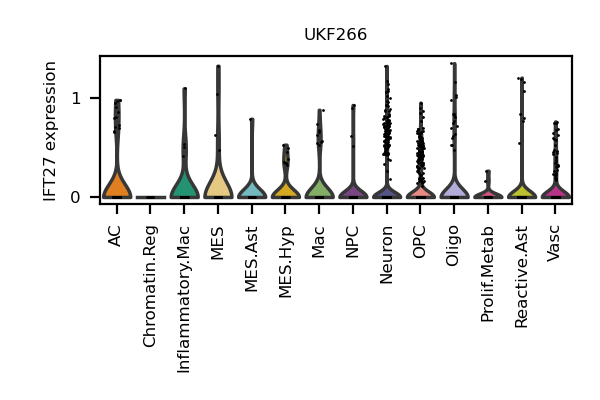 UKF266
IFT27 expression
1
0
AC
Chromatin.Reg
Inflammatory.Mac
MES
MES.Ast
MES.Hyp
Mac
NPC
Neuron
OPC
Oligo
Prolif.Metab
Reactive.Ast
Vasc